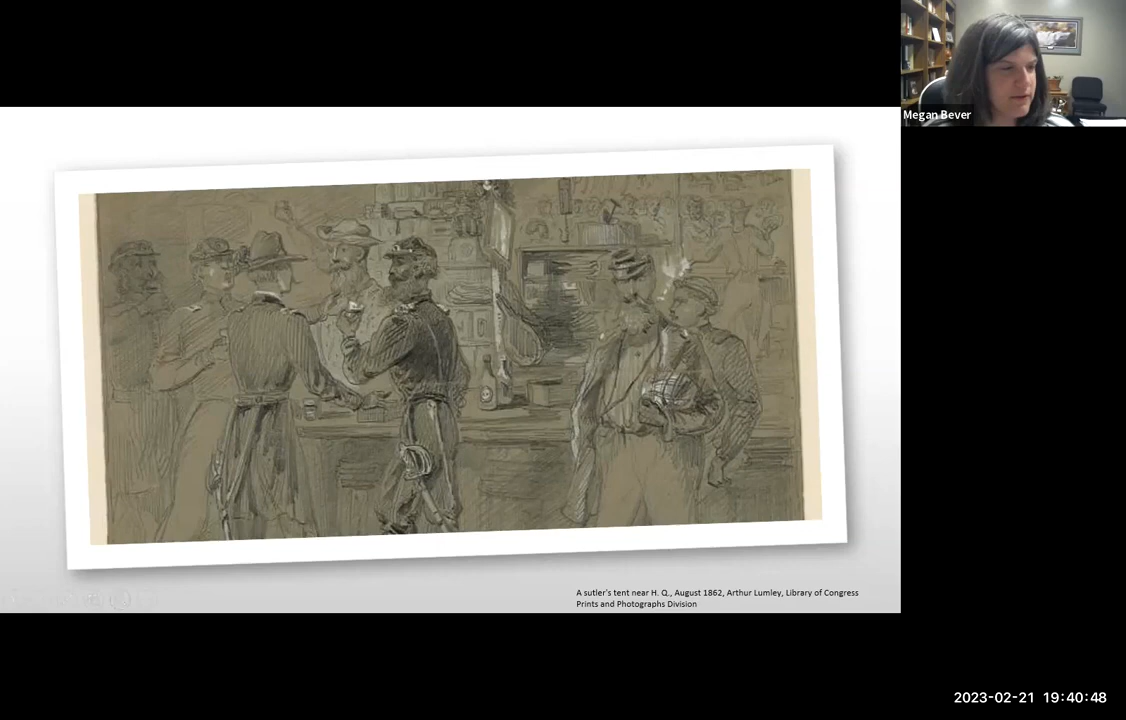 Megan Bever
A sutler's tent near H. Q., August 1862, Arthur Lumley, Library of Congress
Prints and Photographs Division
2023-02-21 19:40:48